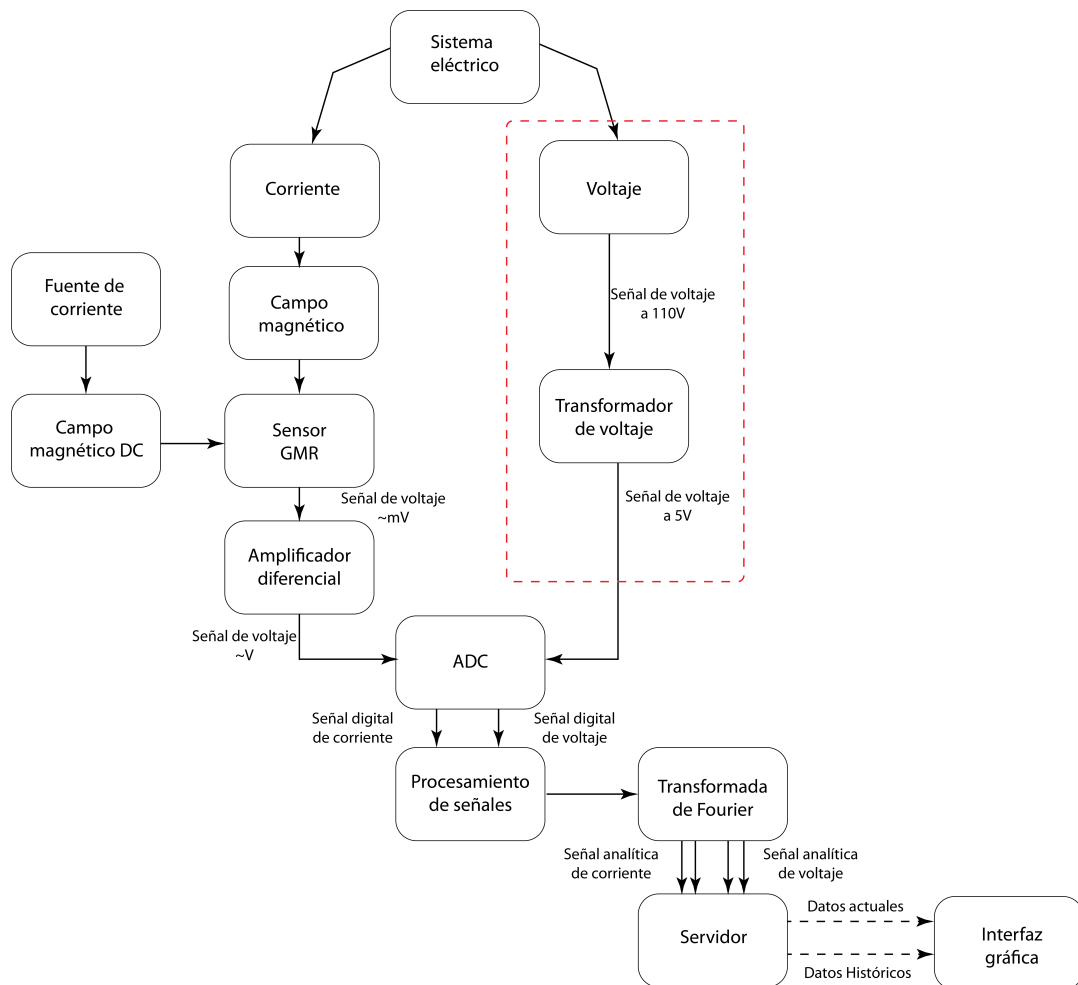 Sistema
eléctrico
Corriente
Voltaje
Fuente de
corriente
Campo
magnético
Señal de voltaje
a 110V
Campo
magnético DC
Sensor
GMR
Transformador
de voltaje
Señal de voltaje
~mV
Señal de voltaje
a 5V
Amplificador
diferencial
Señal de voltaje
~V
ADC
Señal digital
de corriente
Señal digital
de voltaje
Procesamiento
de señales
Transformada
de Fourier
Señal analítica
de corriente
Señal analítica
de voltaje
Servidor
Datos actuales
Datos Históricos
Interfaz
gráfica